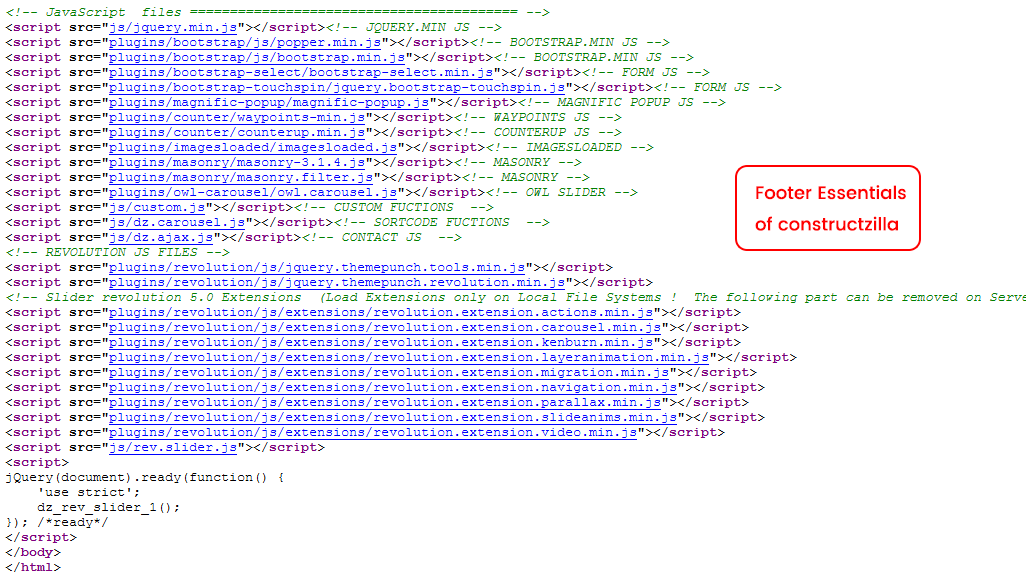 <!-- JavaScript  files ========================================= -->
<script src="js/jquery.min.js"></script><!-- JQUERY.MIN JS -->
<script src="plugins/bootstrap/js/popper.min.js"></script><!-- BOOTSTRAP.MIN JS -->
<script src="plugins/bootstrap/js/bootstrap.min.js"></script><!-- BOOTSTRAP.MIN JS -->
<script src="plugins/bootstrap-select/bootstrap-select.min.js"></script><!-- FORM JS -->
<script src="plugins/bootstrap-touchspin/jquery.bootstrap-touchspin.js"></script><!-- FORM JS -->
<script src="plugins/magnific-popup/magnific-popup.js"></script><!-- MAGNIFIC POPUP JS -->
<script src="plugins/counter/waypoints-min.js"></script><!-- WAYPOINTS JS -->
<script src="plugins/counter/counterup.min.js"></script><!-- COUNTERUP JS -->
<script src="plugins/imagesloaded/imagesloaded.js"></script><!-- IMAGESLOADED -->
<script src="plugins/masonry/masonry-3.1.4.js"></script><!-- MASONRY -->
<script src="plugins/masonry/masonry.filter.js"></script><!-- MASONRY -->
<script src="plugins/owl-carousel/owl.carousel.js"></script><!-- OWL SLIDER -->
<script src="js/custom.js"></script><!-- CUSTOM FUCTIONS  -->
<script src="js/dz.carousel.js"></script><!-- SORTCODE FUCTIONS  -->
<script src="js/dz.ajax.js"></script><!-- CONTACT JS  -->
<!-- REVOLUTION JS FILES -->
<script src="plugins/revolution/js/jquery.themepunch.tools.min.js"></script>
<script src="plugins/revolution/js/jquery.themepunch.revolution.min.js"></script>
<!-- Slider revolution 5.0 Extensions  (Load Extensions only on Local File Systems !  The following part can be removed on Serve
<script src="plugins/revolution/js/extensions/revolution.extension.actions.min.js"></script>
<script src="plugins/revolution/js/extensions/revolution.extension.carousel.min.js"></script>
<script src="plugins/revolution/js/extensions/revolution.extension.kenburn.min.js"></script>
<script src="plugins/revolution/js/extensions/revolution.extension.layeranimation.min.js"></script>
<script src="plugins/revolution/js/extensions/revolution.extension.migration.min.js"></script>
<script src="plugins/revolution/js/extensions/revolution.extension.navigation.min.js"></script>
<script src="plugins/revolution/js/extensions/revolution.extension.parallax.min.js"></script>
<script src="plugins/revolution/js/extensions/revolution.extension.slideanims.min.js"></script>
<script src="plugins/revolution/js/extensions/revolution.extension.video.min.js"></script>
<script src="js/rev.slider.js"></script>
<script>
jQuery(document).ready(function() {
    'use strict';
    dz_rev_slider_1();
}); /*ready*/
</script>
</body>
</html>
Footer Essentials
of constructzilla